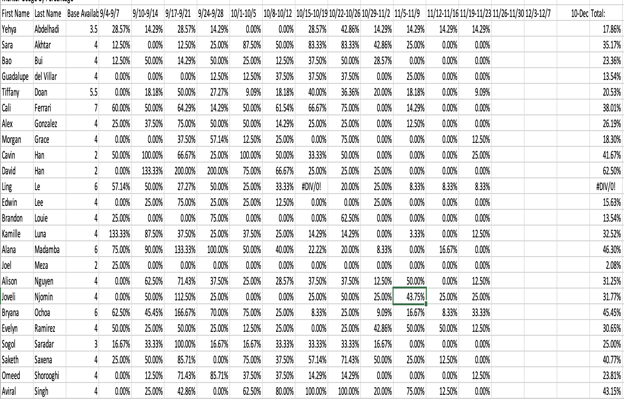 First Name Last Name Base Availab 9/4-9/7 9/10-9/14 9/17-9/21 9/24-9/28 10/1-10/5 10/8-10/12 10/15-10/19 10/22-10/26 10/29-11/2 11/5-11/9 11/12-11/16 11/19-11/23 11/26-11/30 12/3-12/7 10-Dec Total:
Yehya Abdelhadi 3.5 28.57% 14.29% 28.57% 14.29% 0.00% 0.00% 28.57% 42.86% 14.29% 14.29% 14.29% 14.29% 17.86%
Sara Akhtar 4 12.50% 0.00% 12.50% 25.00% 87.50% 50.00% 83.33% 83.33% 42.86% 25.00% 0.00% 0.00% 35.17%
Bao Bui 4 12.50% 50.00% 14.29% 50.00% 25.00% 12.50% 37.50% 50.00% 28.57% 0.00% 0.00% 0.00% 23.36%
Guadalupe del Villar 4 0.00% 0.00% 0.00% 12.50% 12.50% 37.50% 37.50% 37.50% 0.00% 25.00% 0.00% 0.00% 13.54%
Tiffany Doan 5.5 0.00% 18.18% 50.00% 27.27% 9.09% 18.18% 40.00% 36.36% 20.00% 18.18% 0.00% 9.09% 20.53%
Cali Ferrari 7 60.00% 50.00% 64.29% 14.29% 50.00% 61.54% 66.67% 75.00% 0.00% 14.29% 0.00% 0.00% 38.01%
Alex Gonzalez 4 25.00% 37.50% 75.00% 50.00% 50.00% 14.29% 25.00% 25.00% 0.00% 12.50% 0.00% 0.00% 26.19%
Morgan Grace 4 0.00% 0.00% 37.50% 57.14% 12.50% 25.00% 0.00% 75.00% 0.00% 0.00% 0.00% 12.50% 18.30%
Cavin Han 2 50.00% 100.00% 66.67% 25.00% 100.00% 50.00% 33.33% 50.00% 0.00% 0.00% 0.00% 25.00% 41.67%
David Han 2 0.00% 133.33% 200.00% 200.00% 75.00% 66.67% 25.00% 25.00% 25.00% 0.00% 0.00% 0.00% 62.50%
Ling Le 6 57.14% 50.00% 27.27% 50.00% 25.00% 33.33% #DIV/0! 20.00% 25.00% 8.33% 8.33% 8.33% #DIV/0!
Edwin Lee 4 0.00% 25.00% 75.00% 25.00% 25.00% 12.50% 0.00% 0.00% 25.00% 0.00% 0.00% 0.00% 15.63%
Brandon Louie 4 25.00% 0.00% 0.00% 0.00% 75.00% 0.00% 0.00% 62.50% 0.00% 0.00% 0.00% 0.00% 13.54%
Kamille Luna 4 133.33% 87.50% 37.50% 25.00% 37.50% 25.00% 14.29% 14.29% 0.00% 3.33% 0.00% 12.50% 32.52%
Alana Madamba 6 75.00% 90.00% 133.33% 100.00% 50.00% 40.00% 22.22% 20.00% 8.33% 0.00% 16.67% 0.00% 46.30%
Joel Meza 2 25.00% 0.00% 0.00% 0.00% 0.00% 0.00% 0.00% 0.00% 0.00% 0.00% 0.00% 0.00% 2.08%
Alison Nguyen 4 0.00% 62.50% 71.43% 37.50% 25.00% 28.57% 37.50% 37.50% 12.50% 50.00% 0.00% 12.50% 31.25%
Joveli Njomin 4 0.00% 50.00% 112.50% 25.00% 0.00% 0.00% 25.00% 50.00% 25.00% 43.75% 25.00% 25.00% 31.77%
Bryana Ochoa 6 62.50% 45.45% 166.67% 70.00% 75.00% 25.00% 8.33% 25.00% 9.09% 16.67% 8.33% 33.33% 45.45%
Evelyn Ramirez 4 50.00% 50.00% 25.00% 25.00% 12.50% 25.00% 0.00% 25.00% 42.86% 50.00% 50.00% 12.50% 30.65%
Sogol Saradar 3 16.67% 33.33% 100.00% 16.67% 16.67% 33.33% 33.33% 33.33% 16.67% 0.00% 0.00% 0.00% 25.00%
Saketh Saxena 4 25.00% 50.00% 85.71% 0.00% 75.00% 37.50% 57.14% 71.43% 50.00% 25.00% 0.00% 12.50% 40.77%
Omeed Shorooghi 4 0.00% 12.50% 71.43% 85.71% 37.50% 37.50% 14.29% 14.29% 0.00% 0.00% 0.00% 12.50% 23.81%
Aviral Singh 4 0.00% 25.00% 42.86% 0.00% 62.50% 80.00% 100.00% 100.00% 20.00% 75.00% 12.50% 0.00% 43.15%